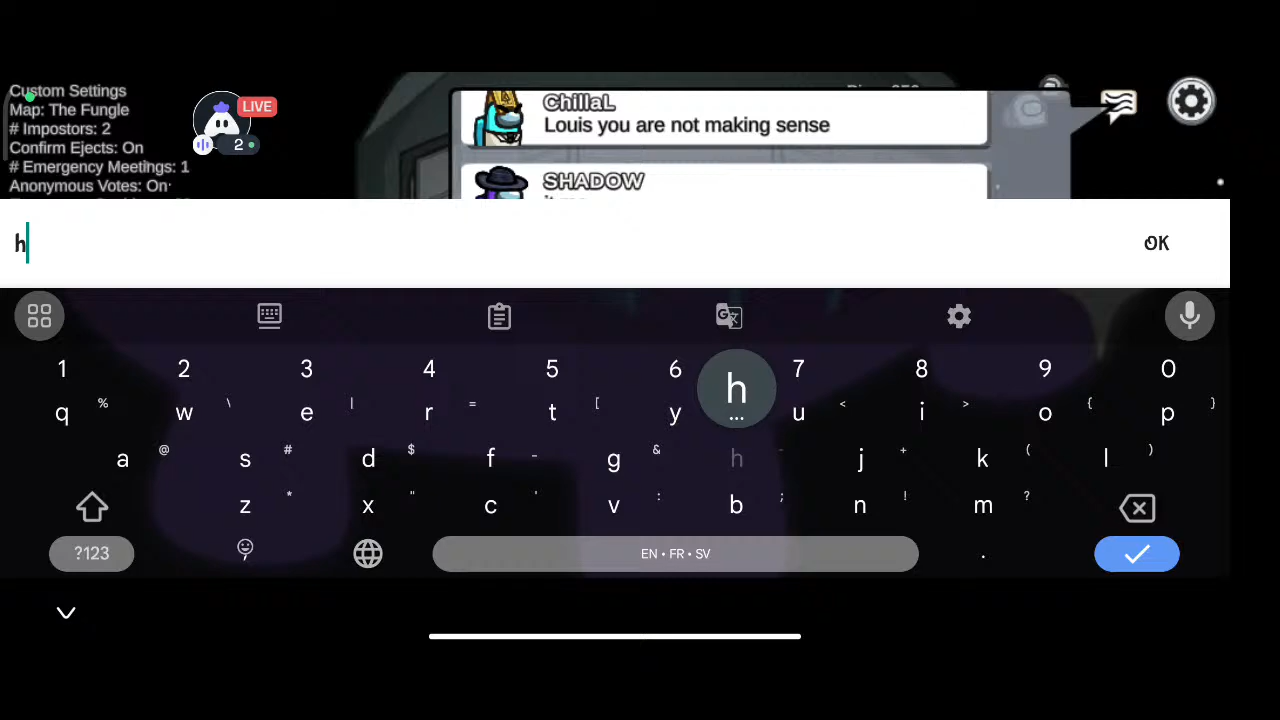 Custom Settings
Map: The Fungle
# Impostors: 2
Confirm Ejects: On
# Emergency Meetings: 1
Anonymous Votes: On
LIVE
2
ChillaL
Louis you are not making sense
SHADOW
h
OK
1 2 3 4 5 6 7 8 9 0
h
q % w \ e | r = t [ y u < i > o { p }
a @ s # d $ f - g & h - j + k ( l )
z * x " c ' v : b ; n ! m ?
?123
EN • FR • SV
.